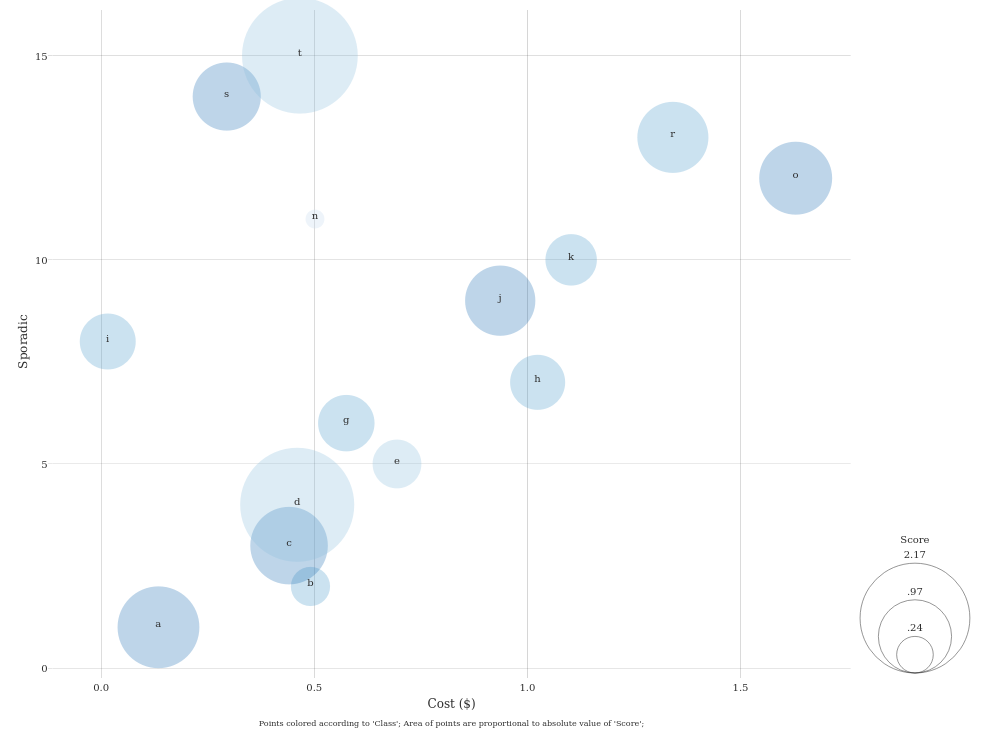 15
t
s
r
o
n
10
k
j
i
h
g
5
e
d
c
b
a
0
Sporadic
0.0 0.5 1.0 1.5
Cost ($)
Score
2.17
.97
.24
Points colored according to 'Class'; Area of points are proportional to absolute value of 'Score';